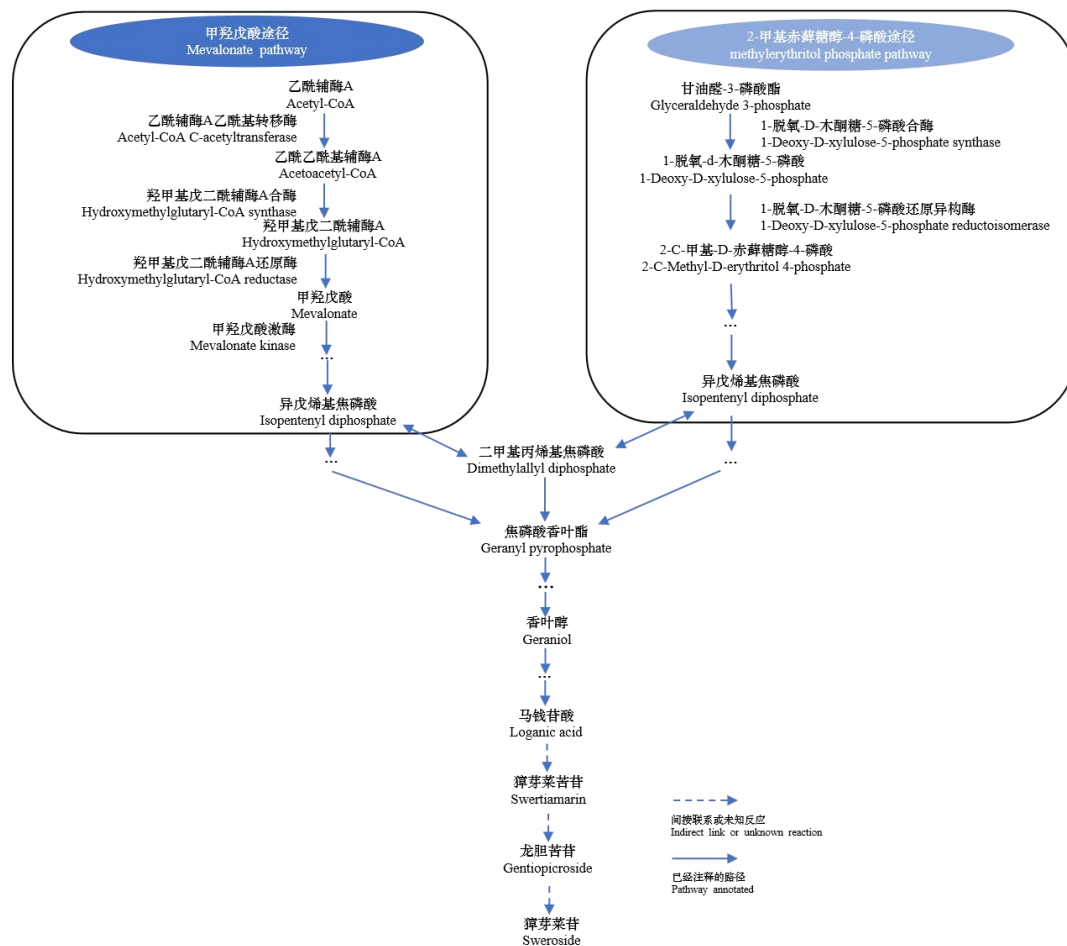 甲羟戊酸途径
Mevalonate pathway
乙酰辅酶A
Acetyl-CoA
乙酰辅酶A乙酰基转移酶
Acetyl-CoA C-acetyltransferase
乙酰乙酰基辅酶A
Acetoacetyl-CoA
羟甲基戊二酰辅酶A合酶
Hydroxymethylglutaryl-CoA synthase
羟甲基戊二酰辅酶A
Hydroxymethylglutaryl-CoA
羟甲基戊二酰辅酶A还原酶
Hydroxymethylglutaryl-CoA reductase
甲羟戊酸
Mevalonate
甲羟戊酸激酶
Mevalonate kinase
...
异戊烯基焦磷酸
Isopentenyl diphosphate
...
2-甲基赤藓糖醇-4-磷酸途径
methylerythritol phosphate pathway
甘油醛-3-磷酸酯
Glyceraldehyde 3-phosphate
1-脱氧-D-木酮糖-5-磷酸合酶
1-Deoxy-D-xylulose-5-phosphate synthase
1-脱氧-d-木酮糖-5-磷酸
1-Deoxy-D-xylulose-5-phosphate
1-脱氧-D-木酮糖-5-磷酸还原异构酶
1-Deoxy-D-xylulose-5-phosphate reductoisomerase
2-C-甲基-D-赤藓糖醇-4-磷酸
2-C-Methyl-D-erythritol 4-phosphate
...
异戊烯基焦磷酸
Isopentenyl diphosphate
...
二甲基丙烯基焦磷酸
Dimethylallyl diphosphate
焦磷酸香叶酯
Geranyl pyrophosphate
...
香叶醇
Geraniol
...
马钱苷酸
Loganic acid
獐芽菜苦苷
Swertiamarin
龙胆苦苷
Gentiopicroside
獐芽菜苷
Sweroside
间接联系或未知反应
Indirect link or unknown reaction
已经注释的路径
Pathway annotated